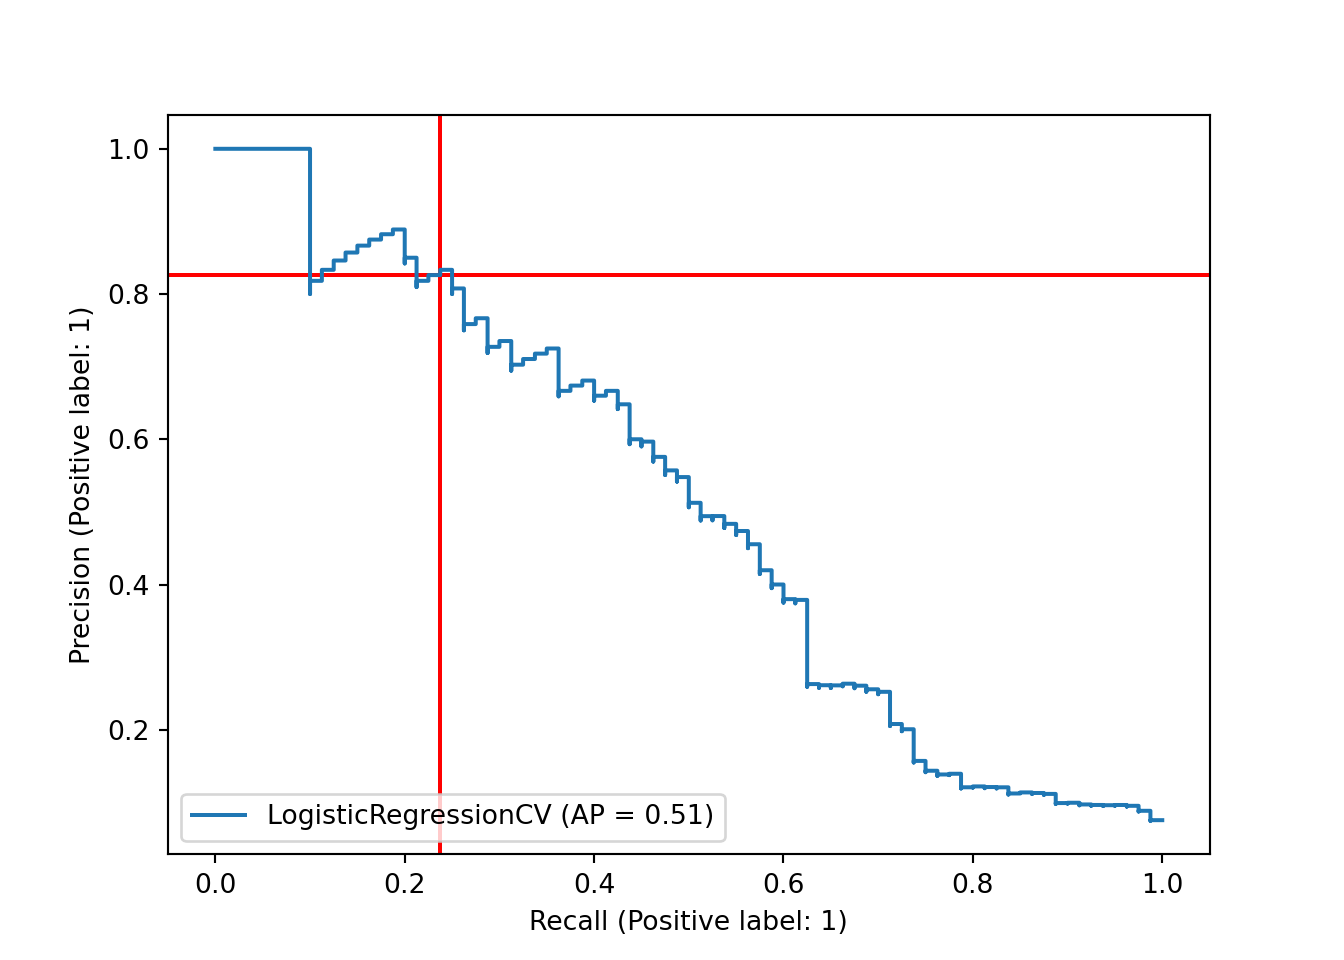 1.0
0.8
0.6
0.4
0.2
Precision (Positive label: 1)
LogisticRegressionCV (AP = 0.51)
0.0 0.2 0.4 0.6 0.8 1.0
Recall (Positive label: 1)